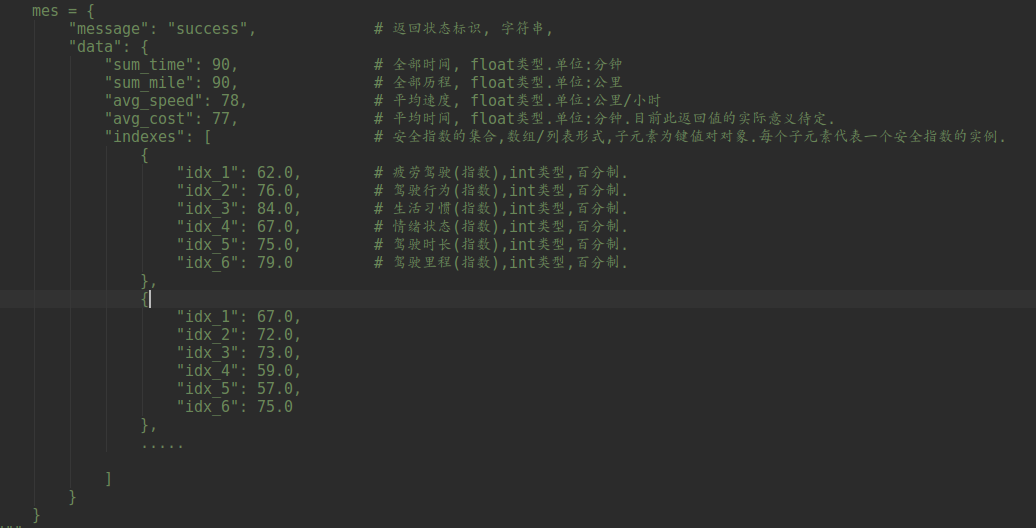 mes = {
"message": "success", # 返回状态标识, 字符串,
"data": {
"sum_time": 90, # 全部时间, float类型.单位:分钟
"sum_mile": 90, # 全部历程, float类型.单位:公里
"avg_speed": 78, # 平均速度, float类型.单位:公里/小时
"avg_cost": 77, # 平均时间, float类型.单位:分钟.目前此返回值的实际意义待定.
"indexes": [ # 安全指数的集合,数组/列表形式,子元素为键值对对象.每个子元素代表一个安全指数的实例.
{
"idx_1": 62.0, # 疲劳驾驶(指数),int类型,百分制.
"idx_2": 76.0, # 驾驶行为(指数),int类型,百分制.
"idx_3": 84.0, # 生活习惯(指数),int类型,百分制.
"idx_4": 67.0, # 情绪状态(指数),int类型,百分制.
"idx_5": 75.0, # 驾驶时长(指数),int类型,百分制.
"idx_6": 79.0 # 驾驶里程(指数),int类型,百分制.
},
{
"idx_1": 67.0,
"idx_2": 72.0,
"idx_3": 73.0,
"idx_4": 59.0,
"idx_5": 57.0,
"idx_6": 75.0
},
.....
]
}
}
"""